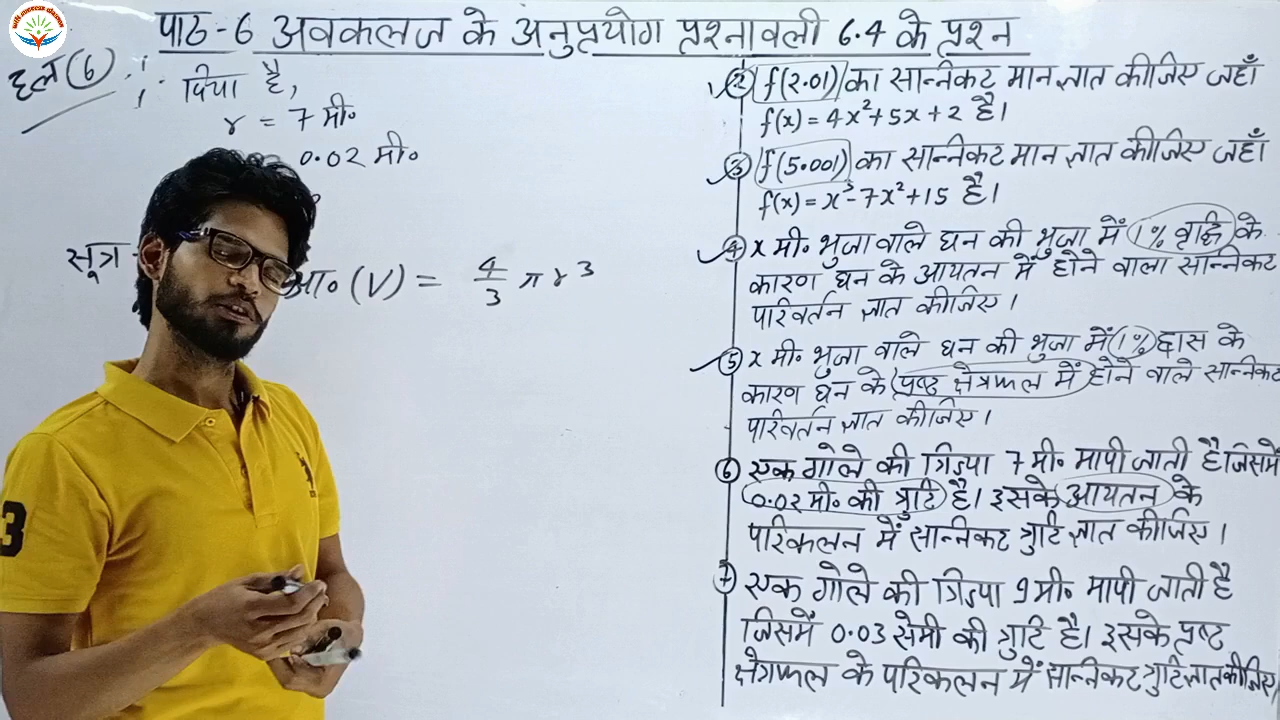 पाठ-6 अवकलज के अनुप्रयोग प्रश्नावली 6.4 के प्रश्न
हल (6) :
∵ दिया है,
r = 7 मी०
0.02 मी०
सूत्र -
आ० (V) = 4/3 π r³
② f(2.01) का सान्निकट मान ज्ञात कीजिए जहाँ
f(x) = 4x²+5x+2 है।
③ f(5.001) का सान्निकट मान ज्ञात कीजिए जहाँ
f(x) = x³-7x²+15 है।
④ x मी० भुजा वाले घन की भुजा में 1% वृद्धि के
कारण घन के आयतन में होने वाला सान्निकट
परिवर्तन ज्ञात कीजिए।
⑤ x मी० भुजा वाले घन की भुजा में 1% ह्रास के
कारण घन के प्रष्ट क्षेत्रफल में होने वाले सान्निकट
परिवर्तन ज्ञात कीजिए।
⑥ एक गोले की त्रिज्या 7 मी० मापी जाती है जिसमें
0.02 मी० की त्रुटि है। इसके आयतन के
परिकलन में सान्निकट त्रुटि ज्ञात कीजिए।
⑦ एक गोले की त्रिज्या 9 मी० मापी जाती है
जिसमें 0.03 सेमी की त्रुटि है। इसके प्रष्ट
क्षेत्रफल के परिकलन में सान्निकट त्रुटि ज्ञात कीजिए